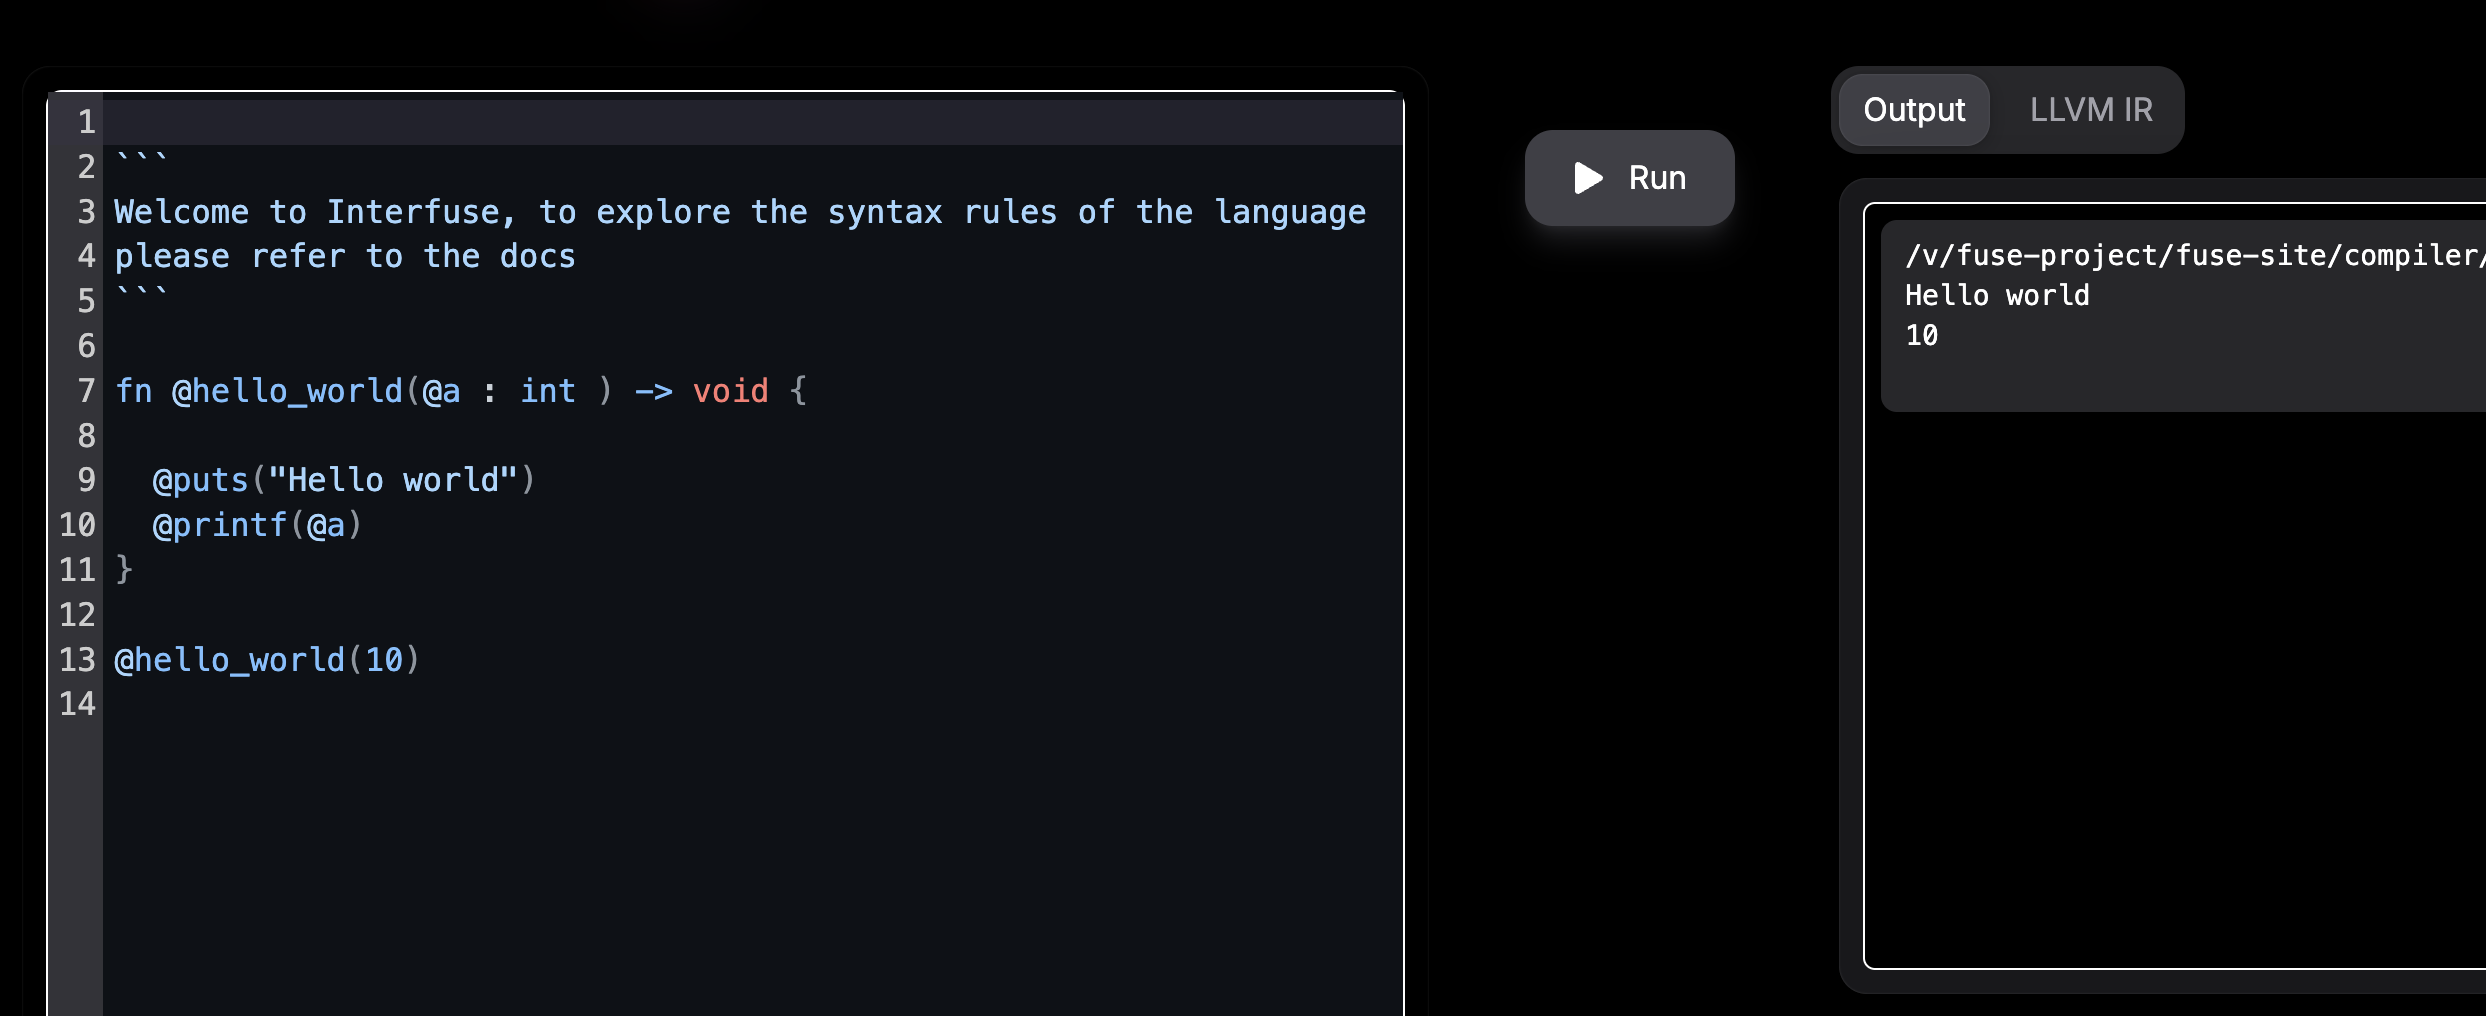 1
2 ```
3 Welcome to Interfuse, to explore the syntax rules of the language
4 please refer to the docs
5 ```
6
7 fn @hello_world(@a : int ) -> void {
8
9   @puts("Hello world")
10   @printf(@a)
11 }
12
13 @hello_world(10)
14
Run
Output LLVM IR
/v/fuse-project/fuse-site/compiler/
Hello world
10